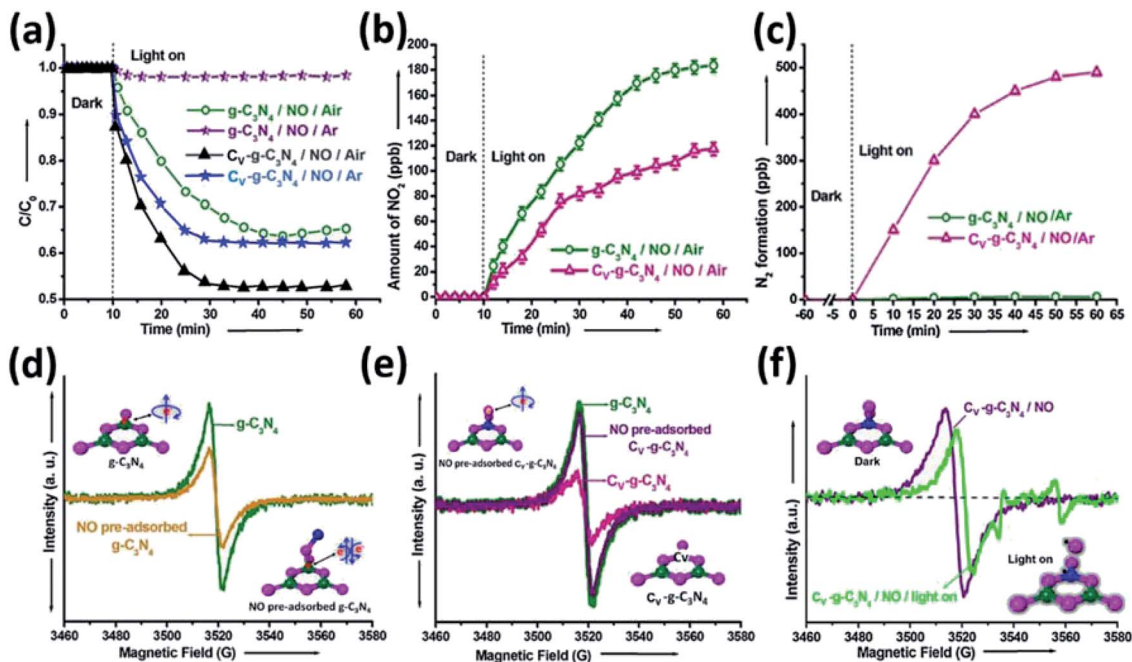 (a)
Light on
Dark
g-C₃N₄ / NO / Air
g-C₃N₄ / NO / Ar
Cᵥ-g-C₃N₄ / NO / Air
Cᵥ-g-C₃N₄ / NO / Ar
C/C₀
1.0
0.9
0.8
0.7
0.6
0.5
0 10 20 30 40 50 60
Time (min)
(b)
Dark
Light on
g-C₃N₄ / NO / Air
Cᵥ-g-C₃N₄ / NO / Air
Amount of NO₂ (ppb)
200
180
160
140
120
100
80
60
40
20
0
0 10 20 30 40 50 60
Time (min)
(c)
Light on
Dark
g-C₃N₄ / NO/Ar
Cᵥ-g-C₃N₄ / NO/Ar
N₂ formation (ppb)
500
400
300
200
100
0
-60 -5 0 5 10 15 20 25 30 35 40 45 50 55 60 65
Time (min)
(d)
e
g-C₃N₄
g-C₃N₄
NO pre-adsorbed
g-C₃N₄
e e
NO pre-adsorbed g-C₃N₄
Intensity (a. u.)
3460 3480 3500 3520 3540 3560 3580
Magnetic Field (G)
(e)
e
NO pre-adsorbed Cᵥ-g-C₃N₄
g-C₃N₄
NO pre-adsorbed
Cᵥ-g-C₃N₄
Cᵥ-g-C₃N₄
Cv
Cᵥ-g-C₃N₄
Intensity (a. u.)
3460 3480 3500 3520 3540 3560 3580
Magnetic Field (G)
(f)
Cᵥ-g-C₃N₄ / NO
Dark
Light on
Cᵥ-g-C₃N₄ / NO / light on
Intensity (a.u.)
3460 3480 3500 3520 3540 3560 3580
Magnetic Field (G)